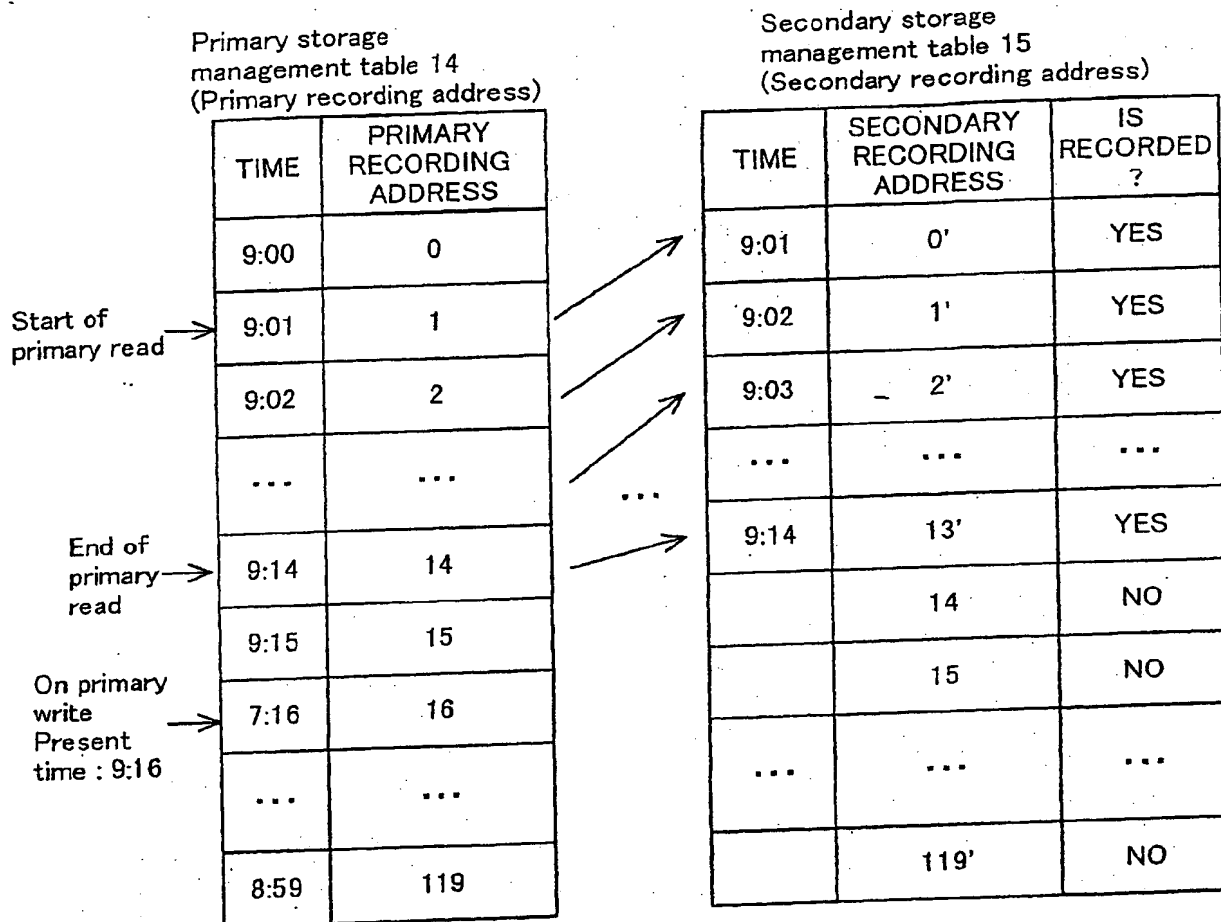 Primary storage
management table 14
(Primary recording address)
TIME
PRIMARY
RECORDING
ADDRESS
9:00 0
Start of
primary read
9:01 1
9:02 2
... ...
End of
primary
read
9:14 14
9:15 15
On primary
write
Present
time : 9:16
7:16 16
... ...
8:59 119
...
Secondary storage
management table 15
(Secondary recording address)
TIME
SECONDARY
RECORDING
ADDRESS
IS
RECORDED
?
9:01 0' YES
9:02 1' YES
9:03 2' YES
... ... ...
9:14 13' YES
14 NO
15 NO
... ... ...
119' NO